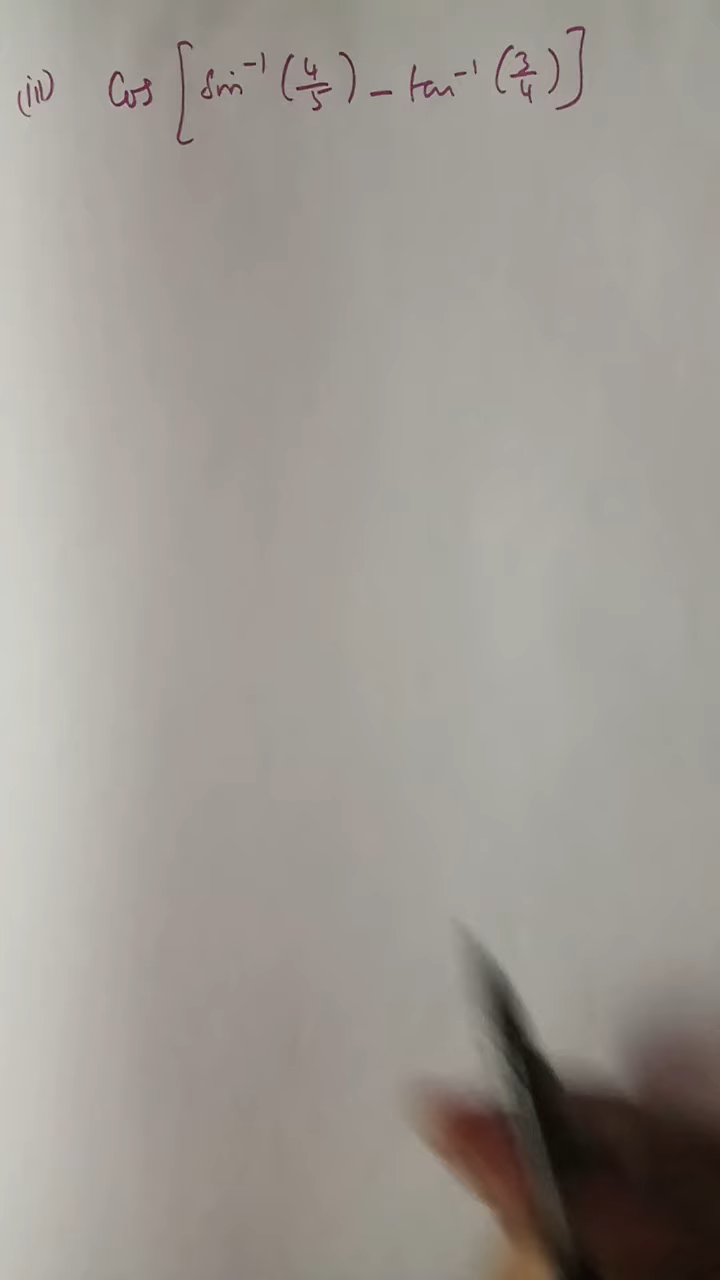 (iii) Cos [sin⁻¹ (4/5) – tan⁻¹ (3/4)]